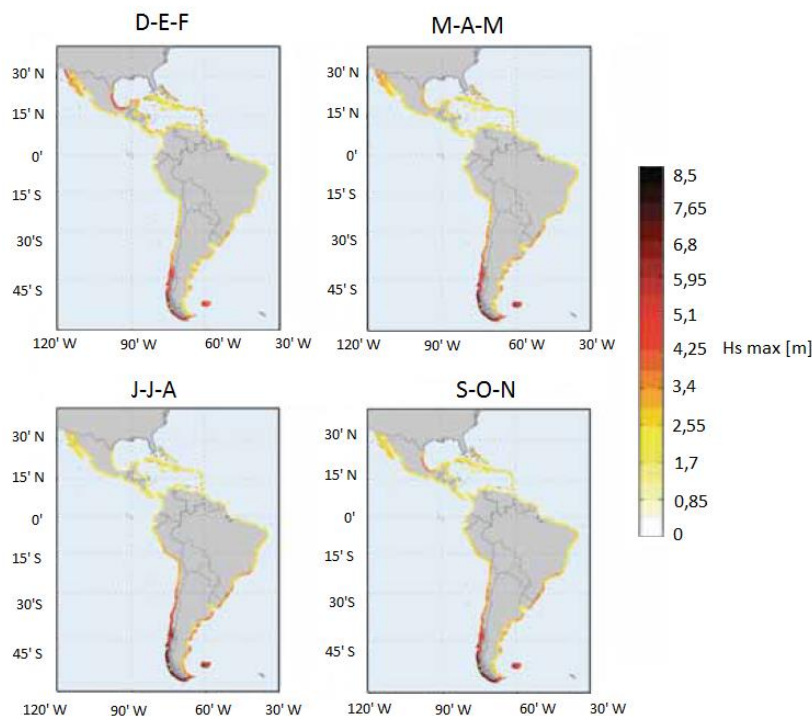 D-E-F
M-A-M
30' N
15' N
0'
15' S
30'S
45' S
120' W
90' W
60' W
30' W
30' N
15' N
0'
15' S
30'S
45' S
120' W
90' W
60' W
30' W
8,5
7,65
6,8
5,95
5,1
4,25
3,4
2,55
1,7
0,85
0
Hs max [m]
J-J-A
S-O-N
30' N
15' N
0'
15' S
30'S
45' S
120' W
90' W
60' W
30' W
30' N
15' N
0'
15' S
30'S
45' S
120' W
90' W
60' W
30' W